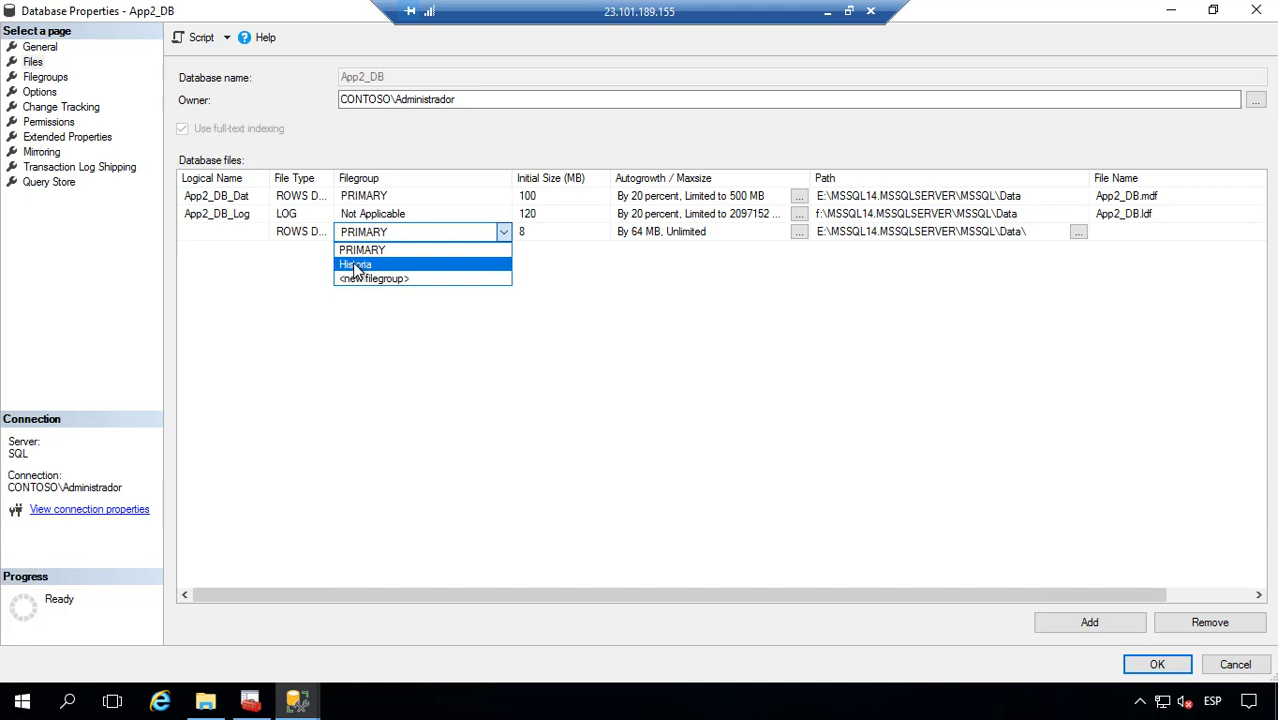 Database Properties - App2_DB
23.101.189.155
Select a page
General
Files
Filegroups
Options
Change Tracking
Permissions
Extended Properties
Mirroring
Transaction Log Shipping
Query Store
Script
Help
Database name:
App2_DB
Owner:
CONTOSO\Administrador
...
Use full-text indexing
Database files:
Logical Name File Type Filegroup Initial Size (MB) Autogrowth / Maxsize Path File Name
App2_DB_Dat ROWS D... PRIMARY 100 By 20 percent, Limited to 500 MB ... E:\MSSQL14.MSSQLSERVER\MSSQL\Data App2_DB.mdf
App2_DB_Log LOG Not Applicable 120 By 20 percent, Limited to 2097152 ... ... f:\MSSQL14.MSSQLSERVER\MSSQL\Data App2_DB.ldf
ROWS D... PRIMARY 8 By 64 MB, Unlimited ... E:\MSSQL14.MSSQLSERVER\MSSQL\Data\ ...
PRIMARY
Historia
<new filegroup>
Connection
Server:
SQL
Connection:
CONTOSO\Administrador
View connection properties
Progress
Ready
Add
Remove
OK
Cancel
ESP